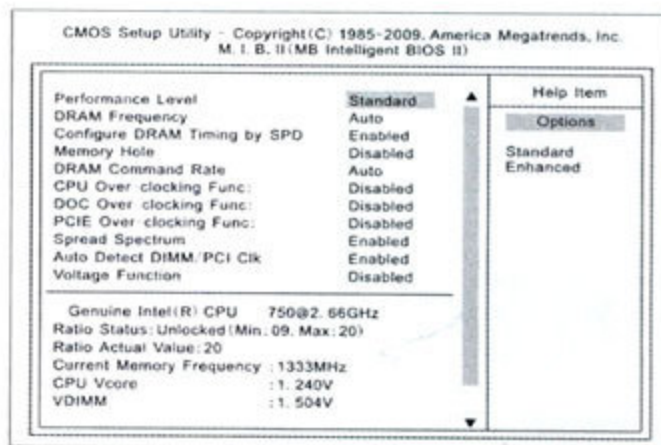 CMOS Setup Utility - Copyright(C) 1985-2009, America Megatrends, Inc.
M. I. B. II(MB Intelligent BIOS II)
Performance Level Standard
DRAM Frequency Auto
Configure DRAM Timing by SPD Enabled
Memory Hole Disabled
DRAM Command Rate Auto
CPU Over clocking Func: Disabled
DOC Over clocking Func: Disabled
PCIE Over clocking Func: Disabled
Spread Spectrum Enabled
Auto Detect DIMM/PCI Clk Enabled
Voltage Function Disabled
Genuine Intel(R) CPU 750@2. 66GHz
Ratio Status: Unlocked(Min: 09, Max: 20)
Ratio Actual Value: 20
Current Memory Frequency : 1333MHz
CPU Vcore : 1. 240V
VDIMM : 1. 504V
Help Item
Options
Standard
Enhanced